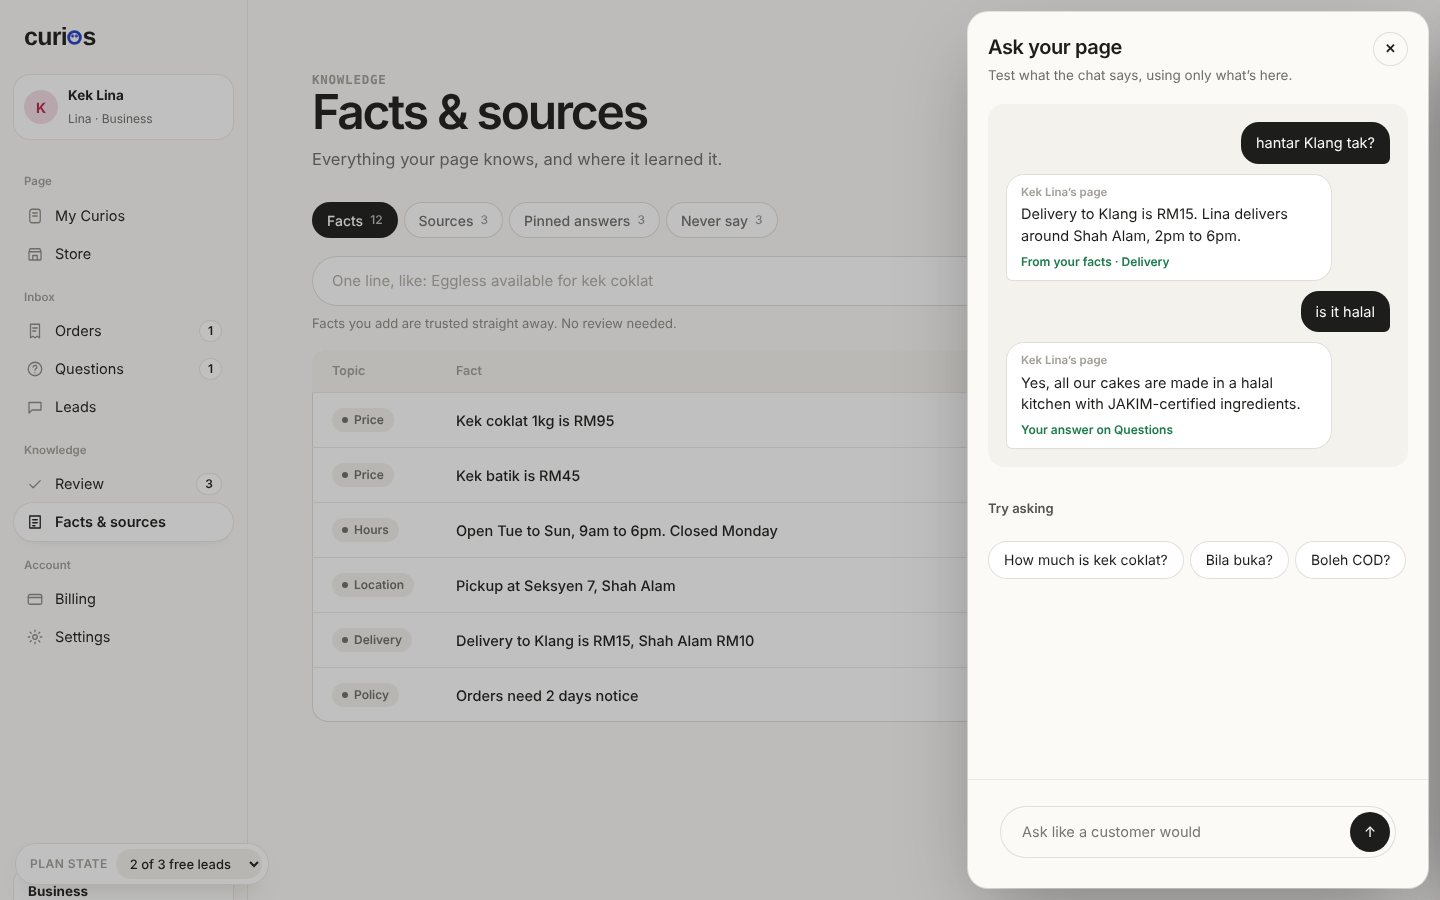 curios
K
Kek Lina
Lina · Business
Page
My Curios
Store
Inbox
Orders 1
Questions 1
Leads
Knowledge
Review 3
Facts & sources
Account
Billing
Settings
PLAN STATE 2 of 3 free leads
Business
KNOWLEDGE
Facts & sources
Everything your page knows, and where it learned it.
Facts 12 Sources 3 Pinned answers 3 Never say 3
One line, like: Eggless available for kek coklat
Facts you add are trusted straight away. No review needed.
Topic Fact
Price Kek coklat 1kg is RM95
Price Kek batik is RM45
Hours Open Tue to Sun, 9am to 6pm. Closed Monday
Location Pickup at Seksyen 7, Shah Alam
Delivery Delivery to Klang is RM15, Shah Alam RM10
Policy Orders need 2 days notice
Ask your page
Test what the chat says, using only what’s here.
hantar Klang tak?
Kek Lina’s page
Delivery to Klang is RM15. Lina delivers
around Shah Alam, 2pm to 6pm.
From your facts · Delivery
is it halal
Kek Lina’s page
Yes, all our cakes are made in a halal
kitchen with JAKIM-certified ingredients.
Your answer on Questions
Try asking
How much is kek coklat? Bila buka? Boleh COD?
Ask like a customer would